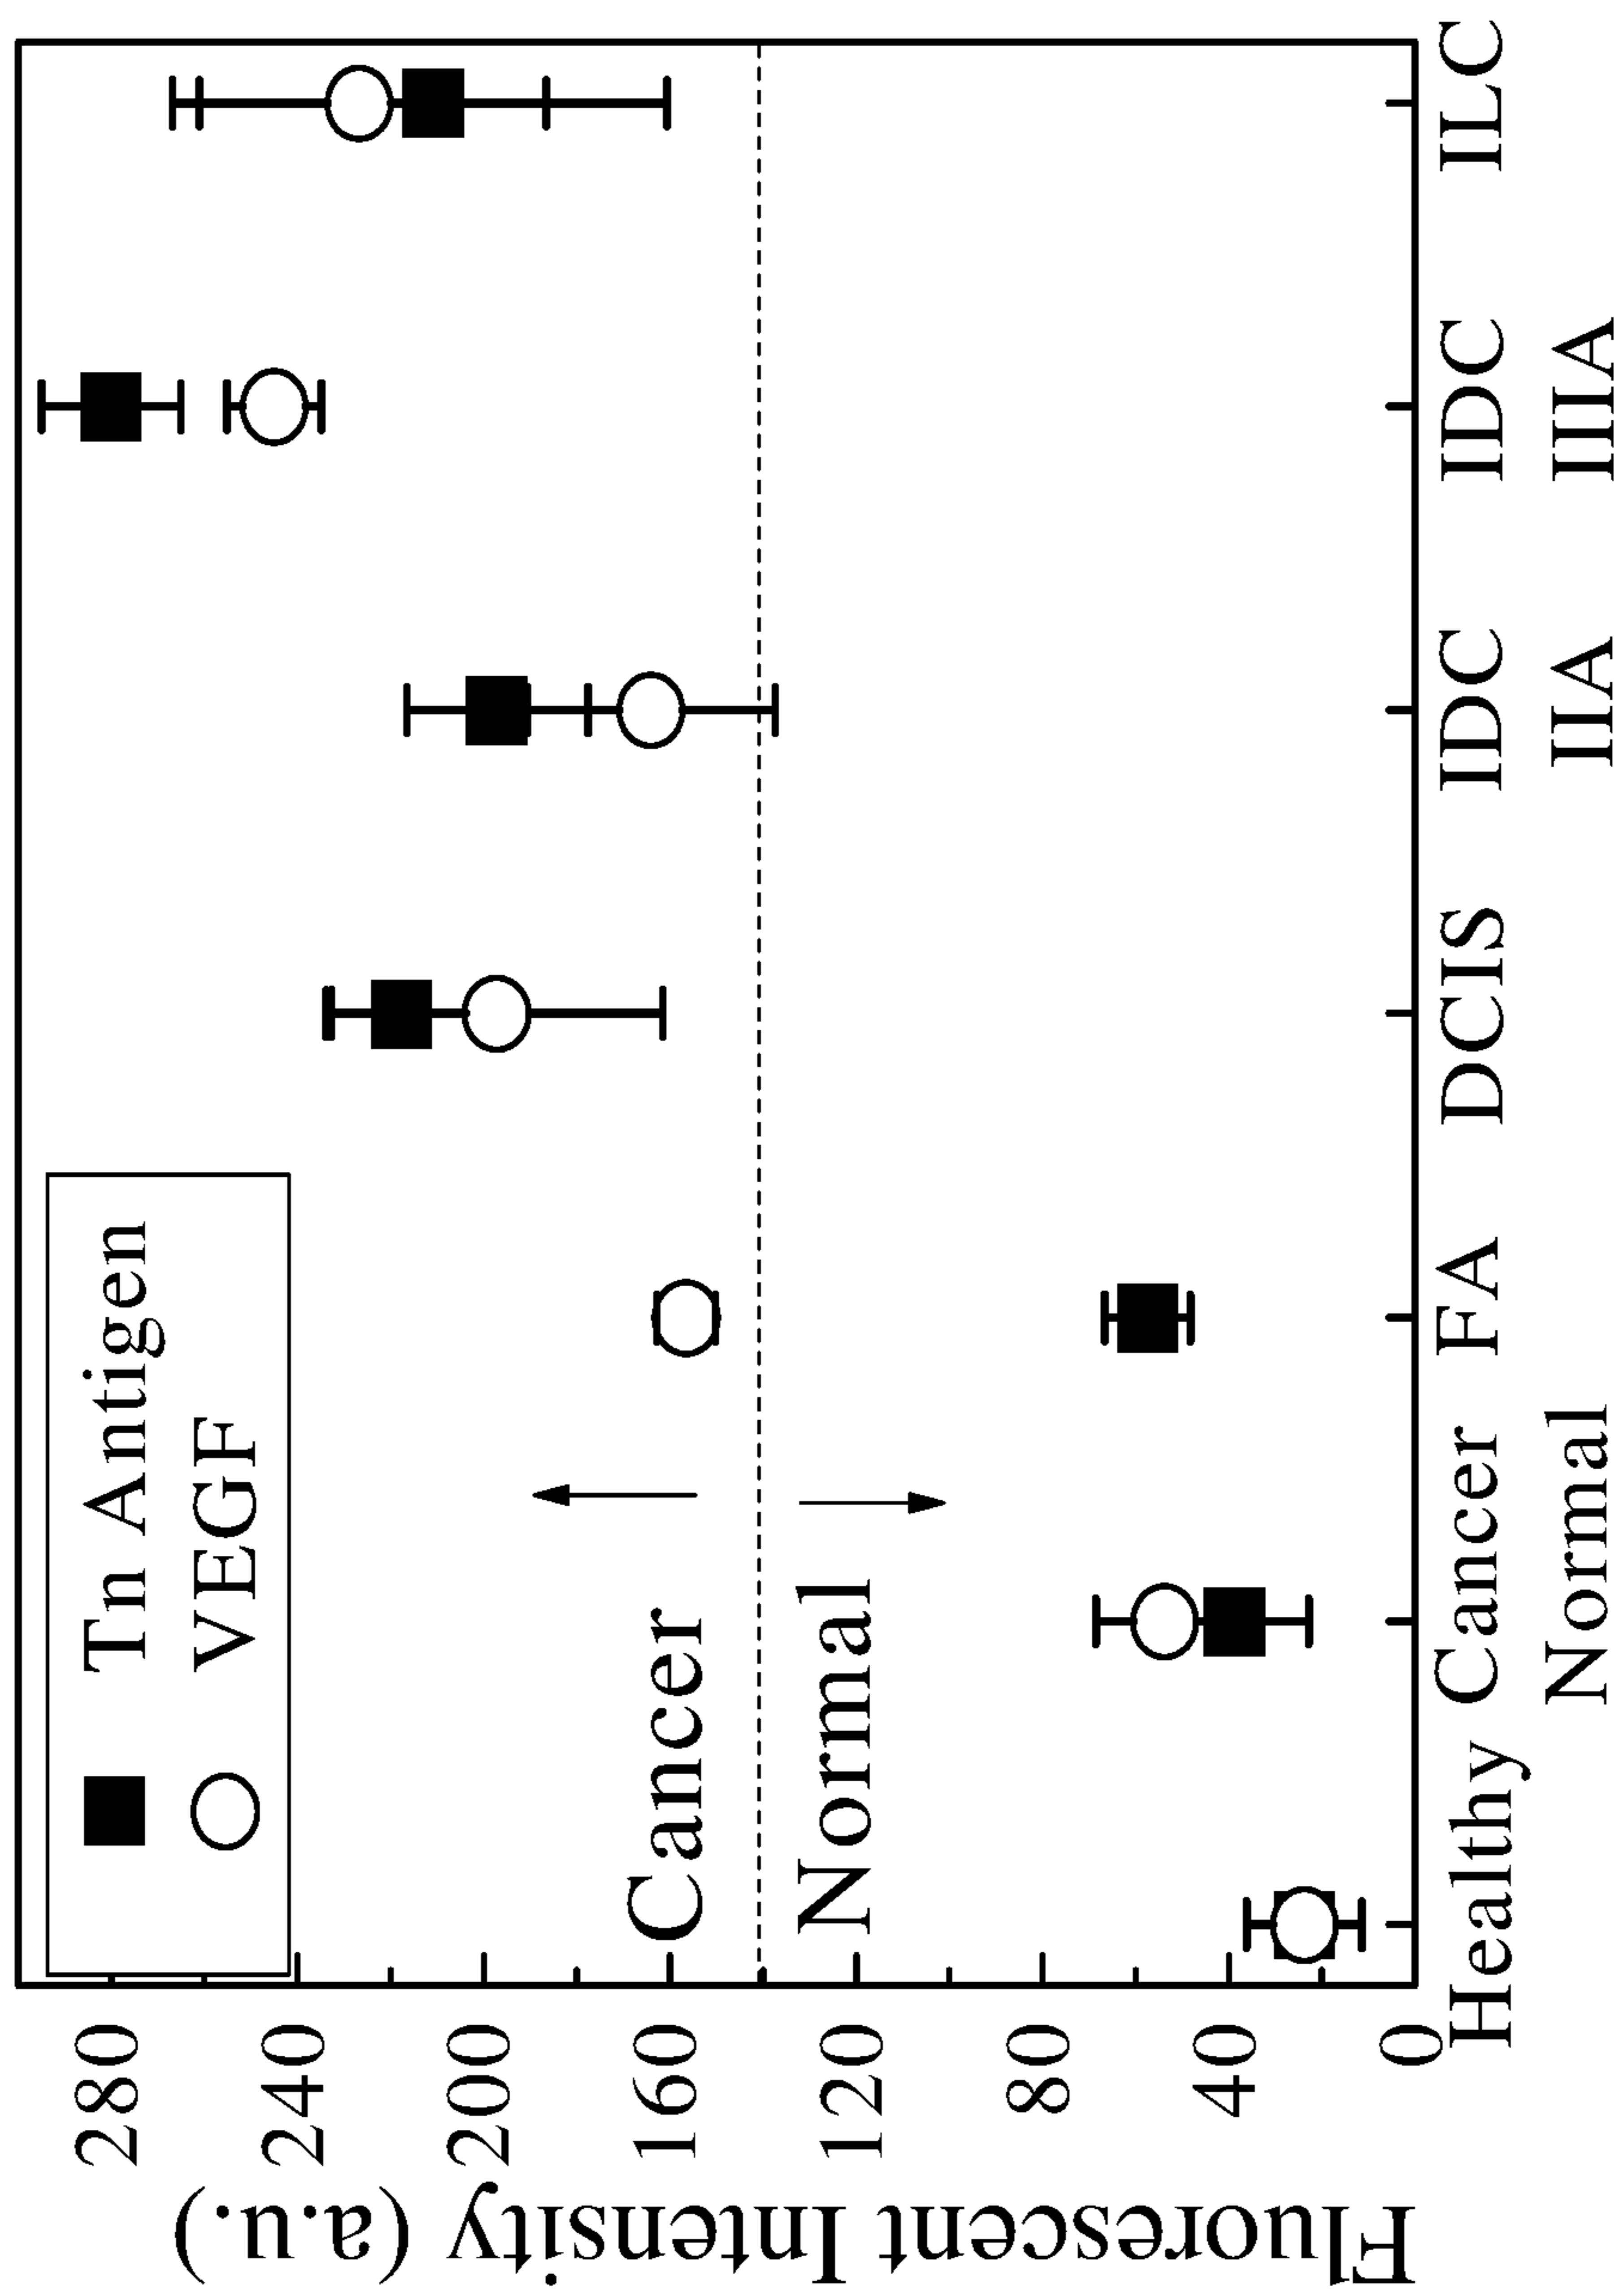 Fluorescent Intensity (a.u.)
280
240
200
160
120
80
40
0
Tn Antigen
VEGF
Cancer
Normal
Healthy
Cancer
Normal
FA
DCIS
IDC
IIA
IDC
IIIA
ILC